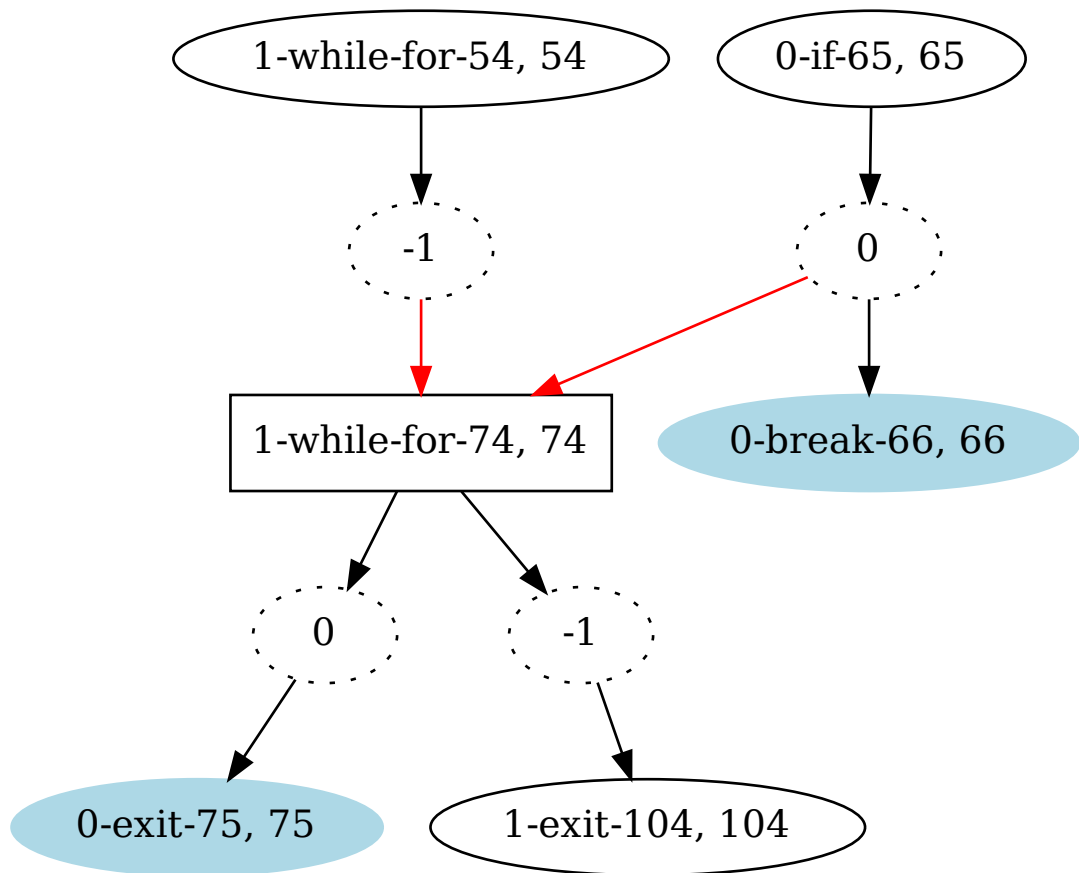 1-while-for-54, 54
0-if-65, 65
-1
0
1-while-for-74, 74
0-break-66, 66
0
-1
0-exit-75, 75
1-exit-104, 104